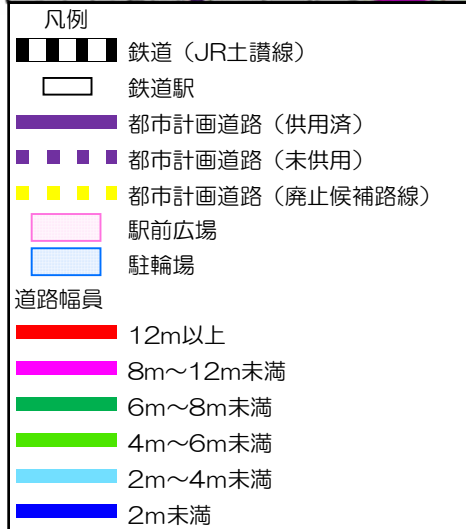 凡例
鉄道（JR土讃線）
鉄道駅
都市計画道路（供用済）
都市計画道路（未供用）
都市計画道路（廃止候補路線）
駅前広場
駐輪場
道路幅員
12m以上
8m～12m未満
6m～8m未満
4m～6m未満
2m～4m未満
2m未満